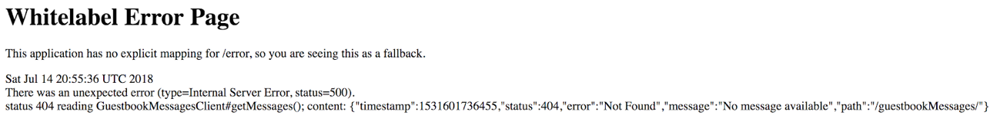 Whitelabel Error Page
This application has no explicit mapping for /error, so you are seeing this as a fallback.
Sat Jul 14 20:55:36 UTC 2018
There was an unexpected error (type=Internal Server Error, status=500).
status 404 reading GuestbookMessagesClient#getMessages(); content: {"timestamp":1531601736455,"status":404,"error":"Not Found","message":"No message available","path":"/guestbookMessages/"}